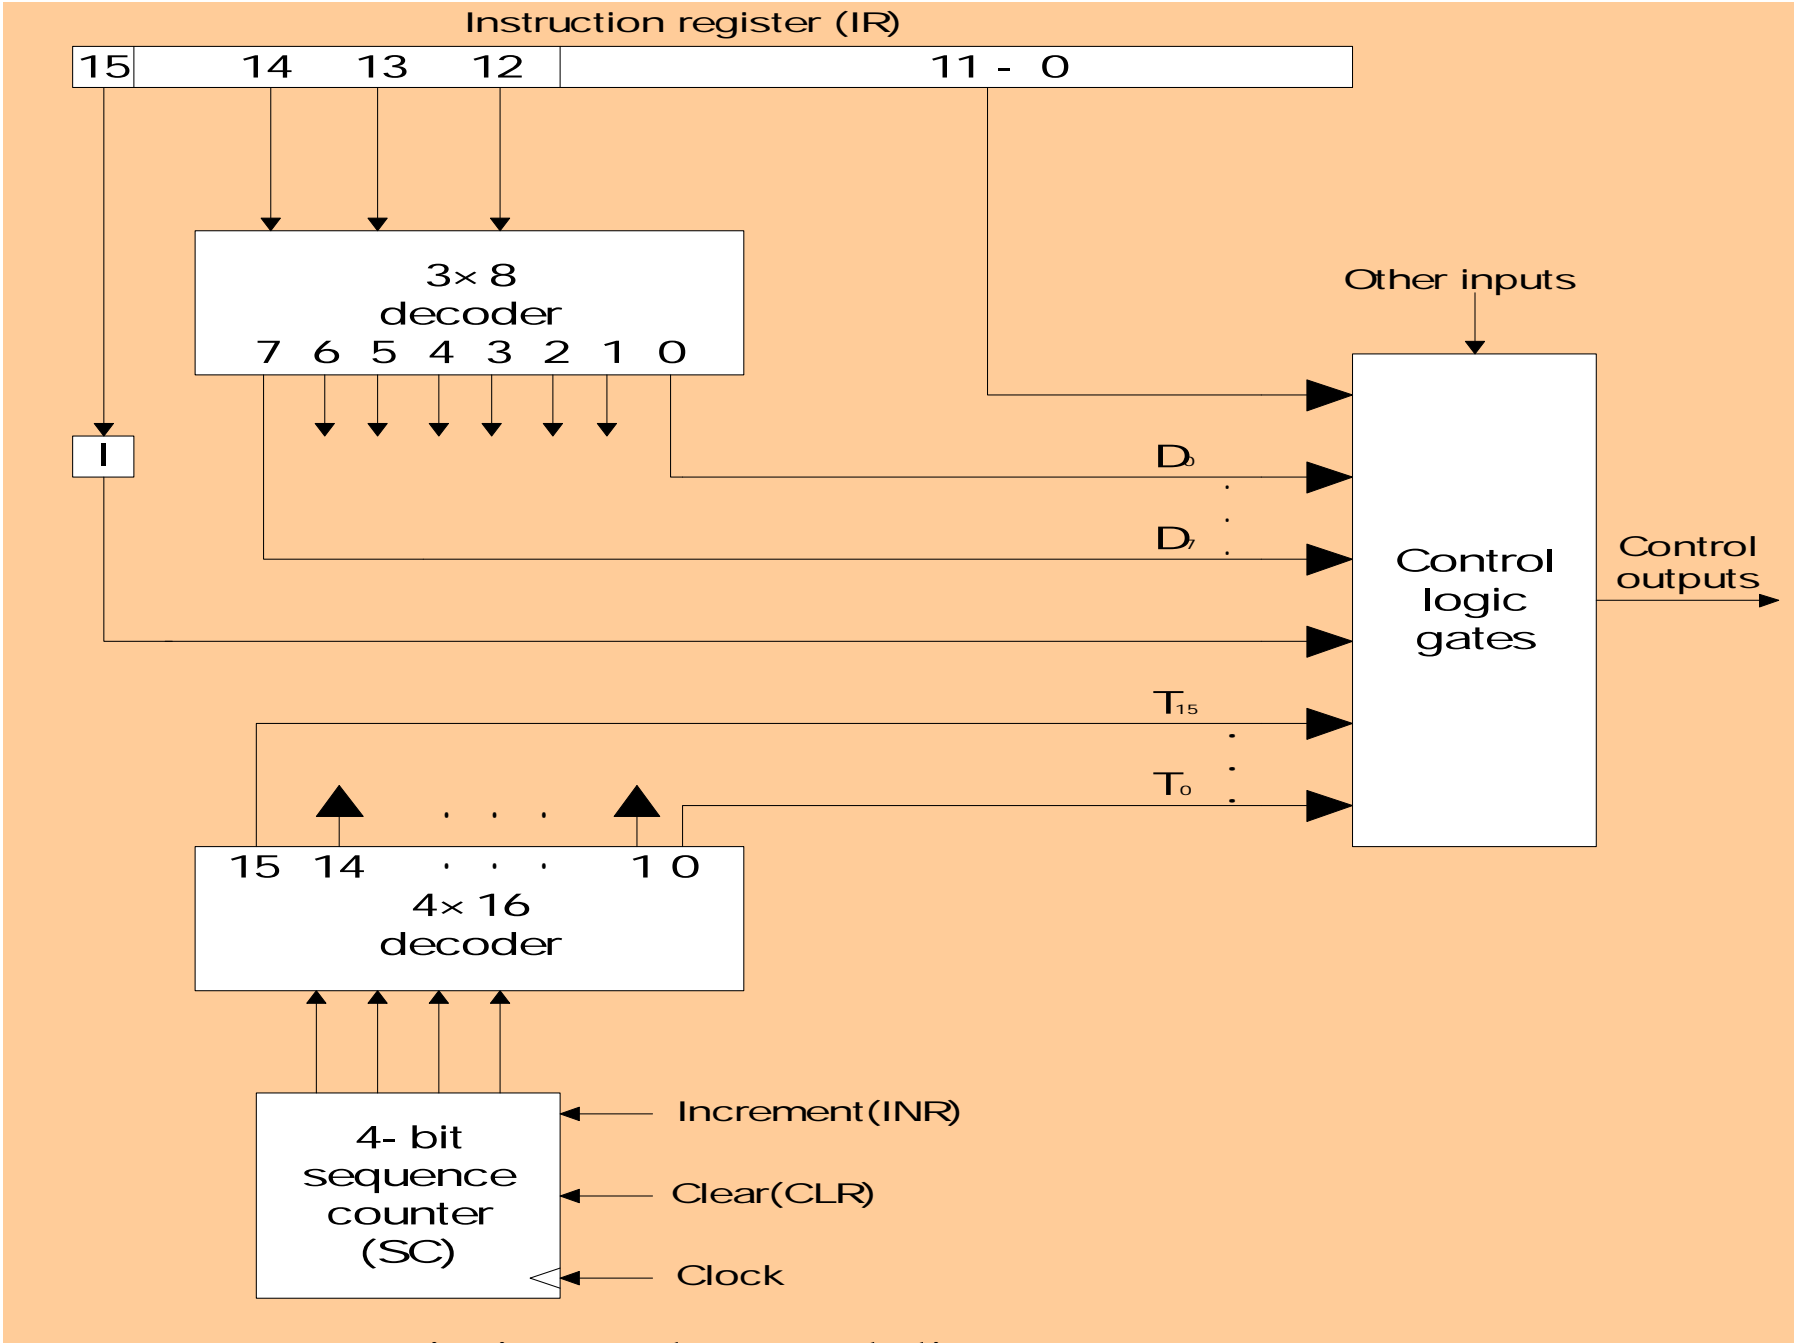 Instruction register (IR)
15 14 13 12 11 - 0
3× 8
decoder
7 6 5 4 3 2 1 0
Other inputs
I
D0
D7
Control
logic
gates
Control
outputs
T15
T0
15 14 . . . 1 0
4× 16
decoder
4- bit
sequence
counter
(SC)
Increment(INR)
Clear(CLR)
Clock